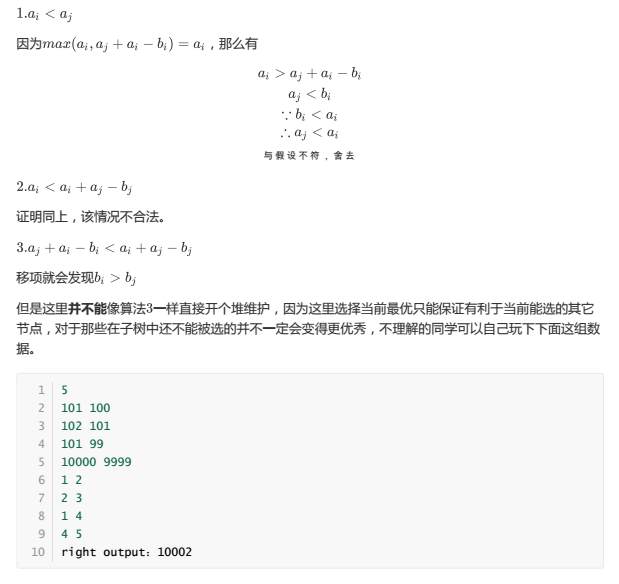 1.a_i < a_j
因为max(a_i, a_j + a_i − b_i) = a_i，那么有
a_i > a_j + a_i − b_i
a_j < b_i
∵ b_i < a_i
∴ a_j < a_i
与假设不符，舍去
2.a_i < a_i + a_j − b_j
证明同上，该情况不合法。
3.a_j + a_i − b_i < a_i + a_j − b_j
移项就会发现b_i > b_j
但是这里并不能像算法3一样直接开个堆维护，因为这里选择当前最优只能保证有利于当前能选的其它
节点，对于那些在子树中还不能被选的并不一定会变得更优秀，不理解的同学可以自己玩下下面这组数
据。
1 5
2 101 100
3 102 101
4 101 99
5 10000 9999
6 1 2
7 2 3
8 1 4
9 4 5
10 right output：10002